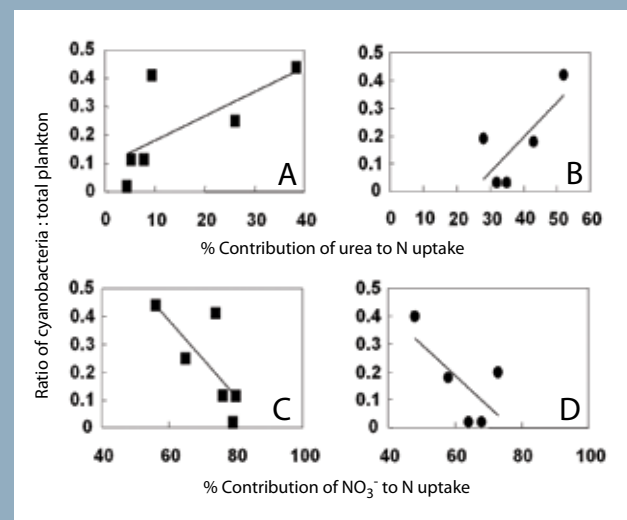 Ratio of cyanobacteria : total plankton
0.5
0.4
0.3
0.2
0.1
0
0 10 20 30 40
A
0.5
0.4
0.3
0.2
0.1
0
0 10 20 30 40 50 60
B
% Contribution of urea to N uptake
0.5
0.4
0.3
0.2
0.1
0
40 60 80 100
C
0.5
0.4
0.3
0.2
0.1
0
40 60 80 100
D
% Contribution of NO₃⁻ to N uptake